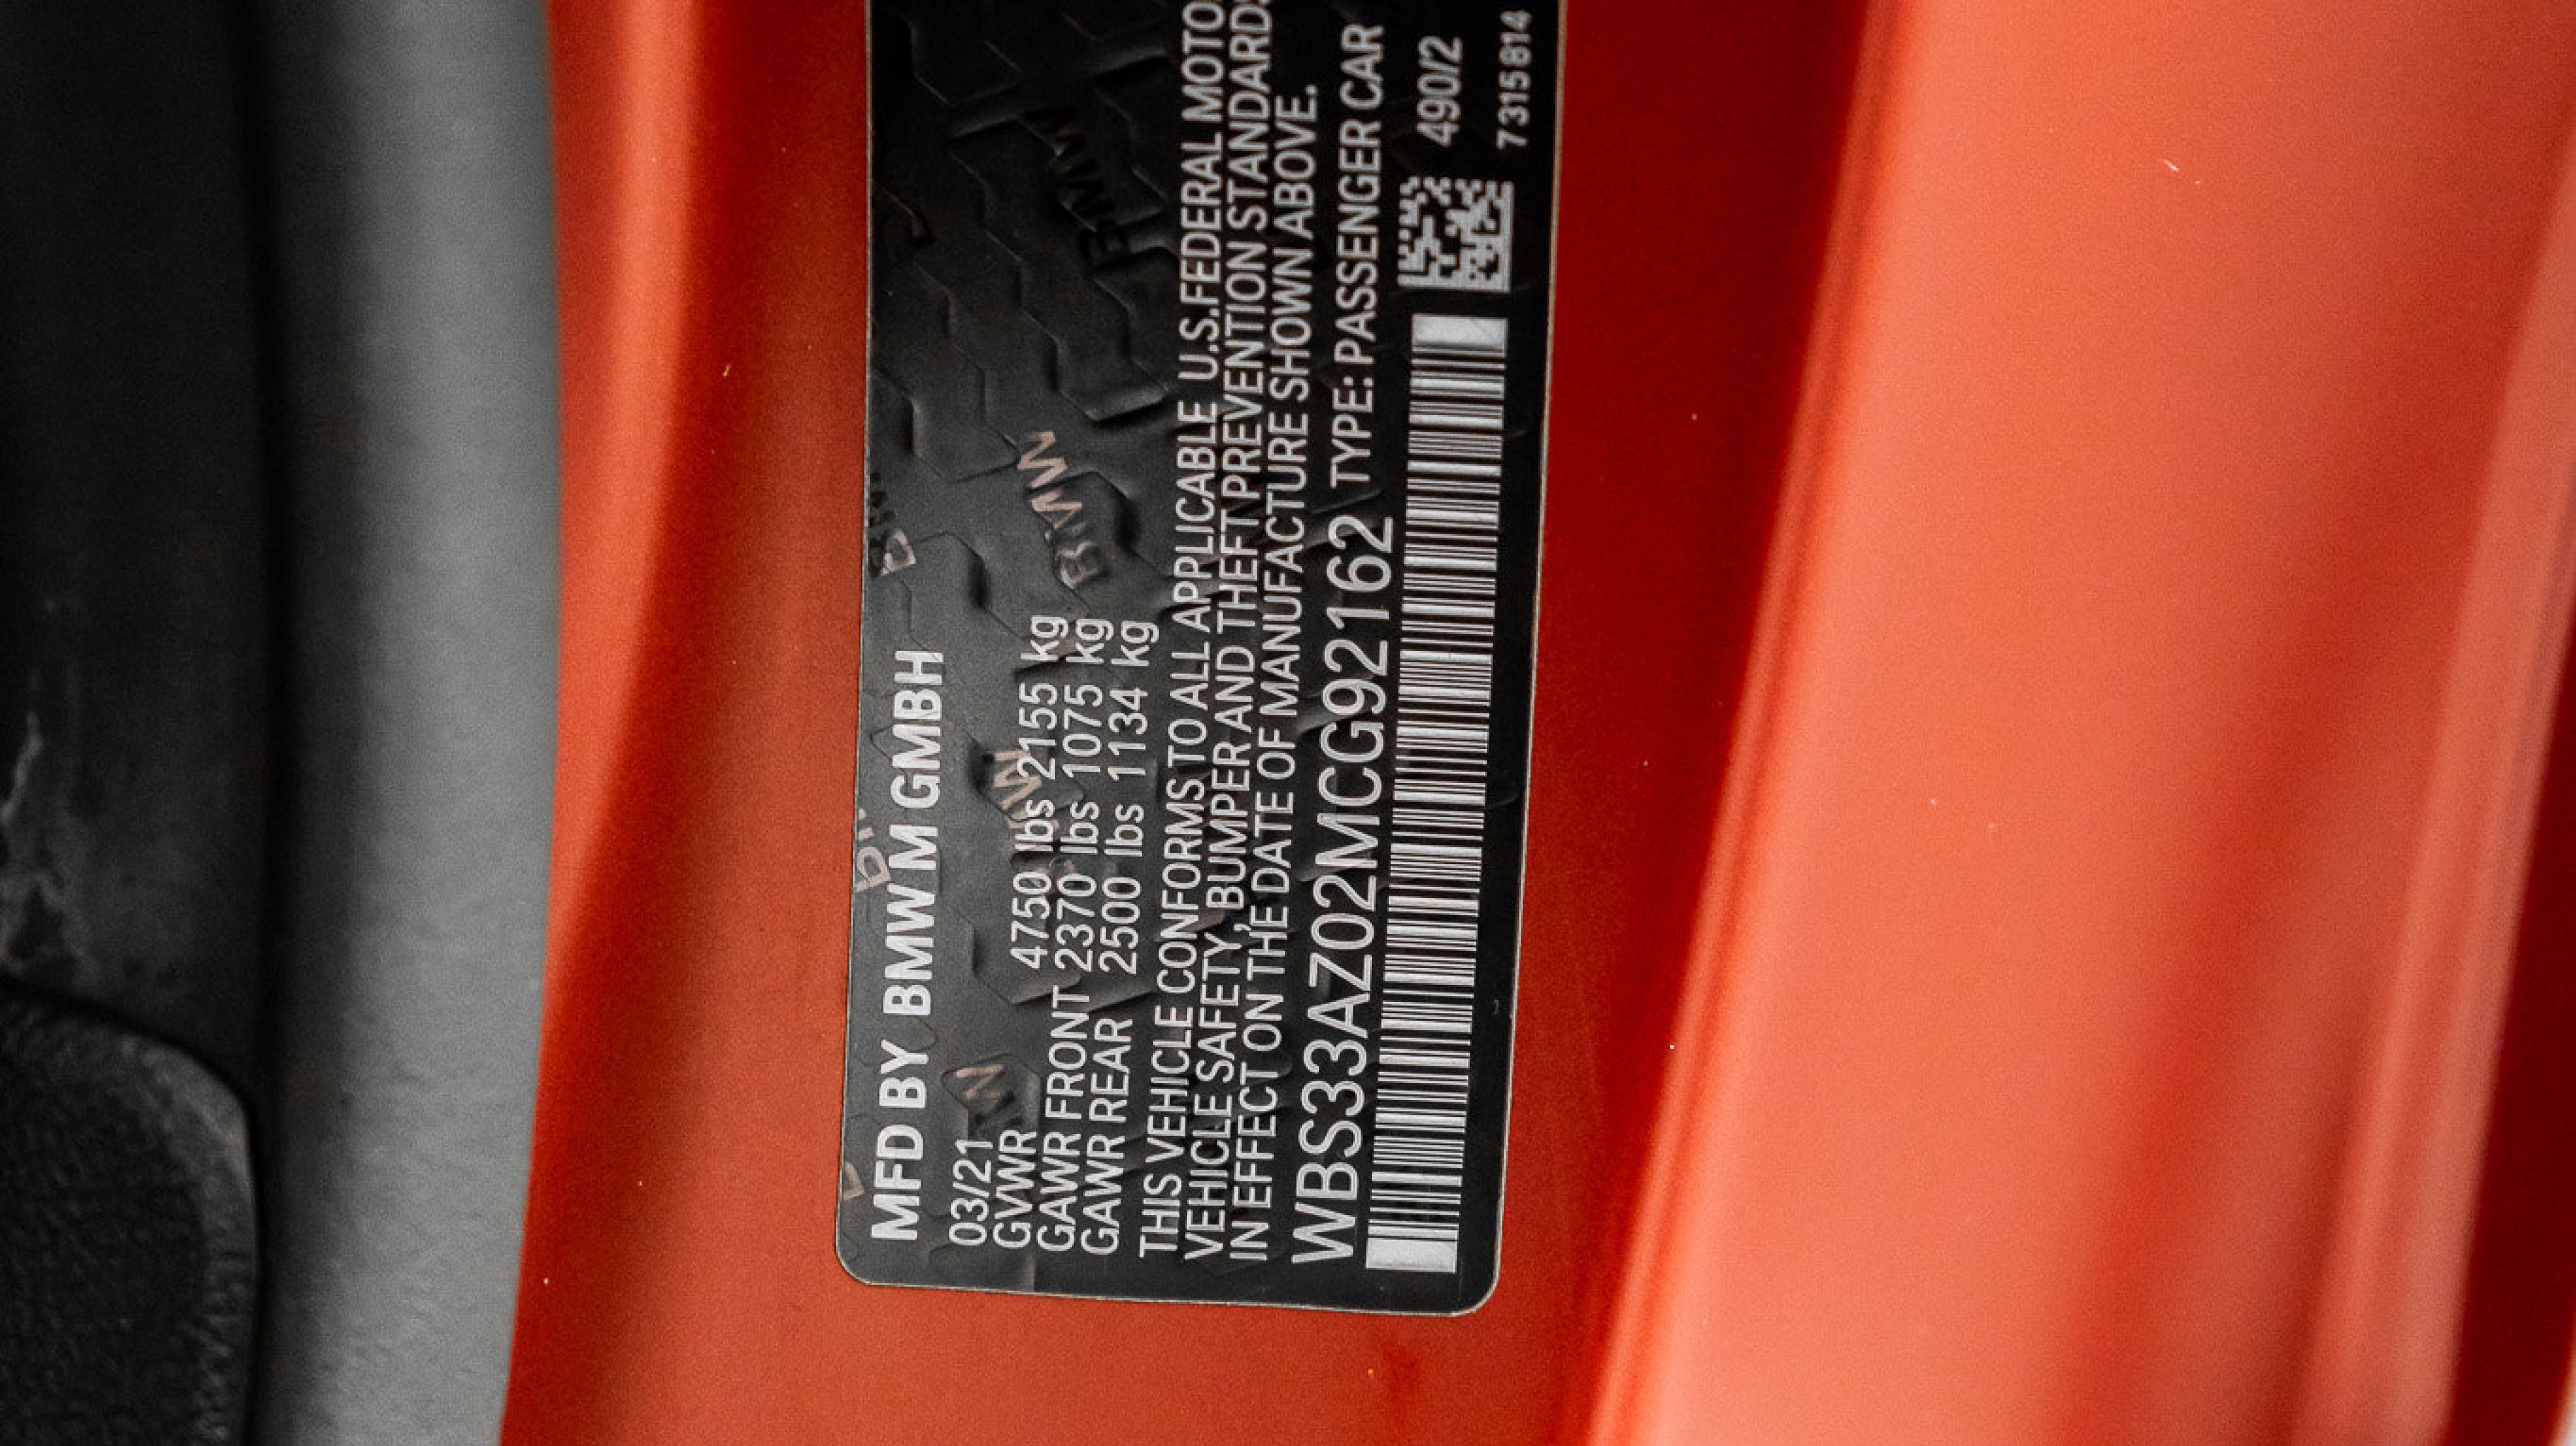 MFD BY BMW M GMBH
03/21
GVWR 4750 lbs 2155 kg
GAWR FRONT 2370 lbs 1075 kg
GAWR REAR 2500 lbs 1134 kg
THIS VEHICLE CONFORMS TO ALL APPLICABLE U.S.FEDERAL MOTO
VEHICLE SAFETY, BUMPER AND THEFT PREVENTION STANDARDS
IN EFFECT ON THE DATE OF MANUFACTURE SHOWN ABOVE.
WBS33AZ02MCG92162 TYPE: PASSENGER CAR
490/2
7315814
BMW
BMW